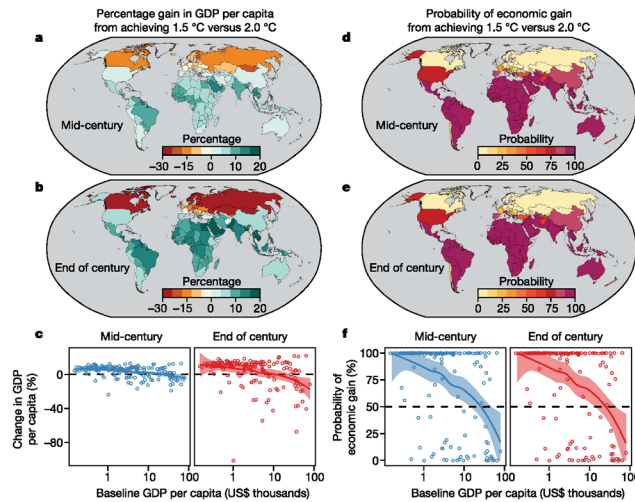 Percentage gain in GDP per capita
from achieving 1.5 °C versus 2.0 °C
a
Mid-century
Percentage
−30 −15 0 10 20
b
End of century
Percentage
−30 −15 0 10 20
c
Mid-century End of century
Change in GDP
per capita (%)
0
−40
−80
1 10 100 1 10 100
Baseline GDP per capita (US$ thousands)
Probability of economic gain
from achieving 1.5 °C versus 2.0 °C
d
Mid-century
Probability
0 25 50 75 100
e
End of century
Probability
0 25 50 75 100
f
Mid-century End of century
Probability of
economic gain (%)
100
75
50
25
0
1 10 100 1 10 100
Baseline GDP per capita (US$ thousands)